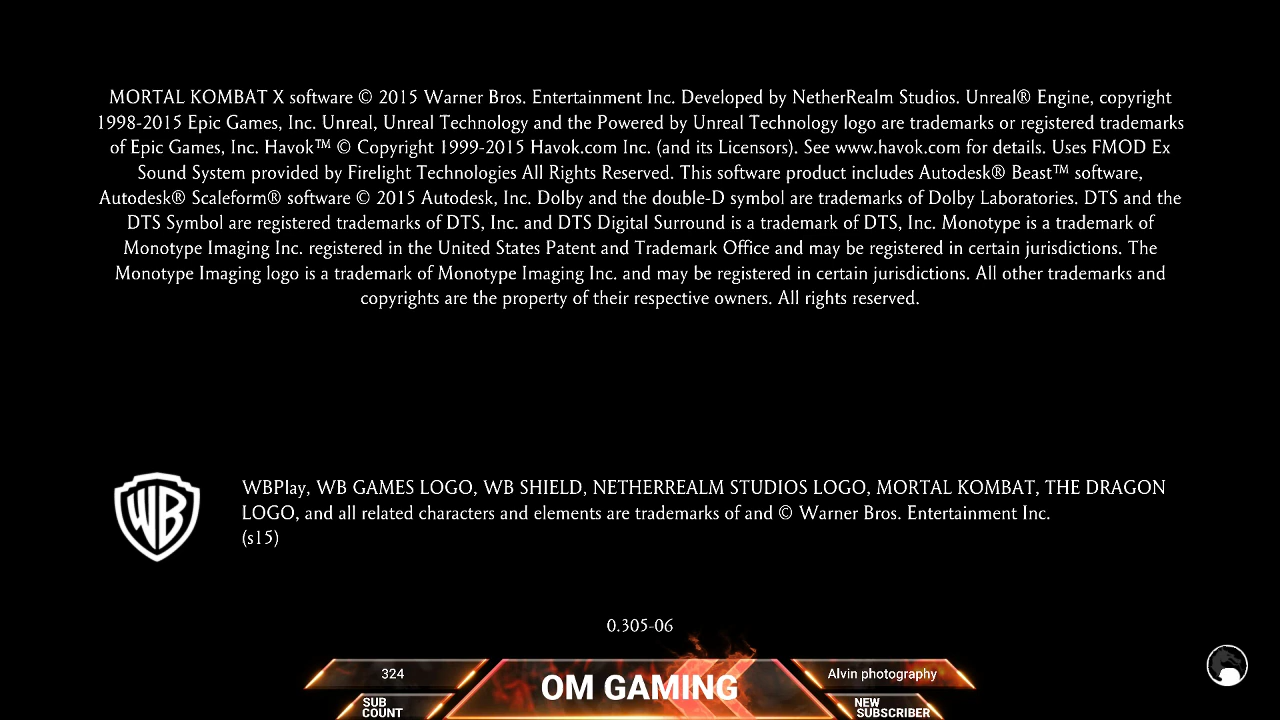 MORTAL KOMBAT X software © 2015 Warner Bros. Entertainment Inc. Developed by NetherRealm Studios. Unreal® Engine, copyright
1998-2015 Epic Games, Inc. Unreal, Unreal Technology and the Powered by Unreal Technology logo are trademarks or registered trademarks
of Epic Games, Inc. Havok™ © Copyright 1999-2015 Havok.com Inc. (and its Licensors). See www.havok.com for details. Uses FMOD Ex
Sound System provided by Firelight Technologies All Rights Reserved. This software product includes Autodesk® Beast™ software,
Autodesk® Scaleform® software © 2015 Autodesk, Inc. Dolby and the double-D symbol are trademarks of Dolby Laboratories. DTS and the
DTS Symbol are registered trademarks of DTS, Inc. and DTS Digital Surround is a trademark of DTS, Inc. Monotype is a trademark of
Monotype Imaging Inc. registered in the United States Patent and Trademark Office and may be registered in certain jurisdictions. The
Monotype Imaging logo is a trademark of Monotype Imaging Inc. and may be registered in certain jurisdictions. All other trademarks and
copyrights are the property of their respective owners. All rights reserved.
WB
WBPlay, WB GAMES LOGO, WB SHIELD, NETHERREALM STUDIOS LOGO, MORTAL KOMBAT, THE DRAGON
LOGO, and all related characters and elements are trademarks of and © Warner Bros. Entertainment Inc.
(s15)
0.305-06
324
SUB
COUNT
OM GAMING
Alvin photography
NEW
SUBSCRIBER